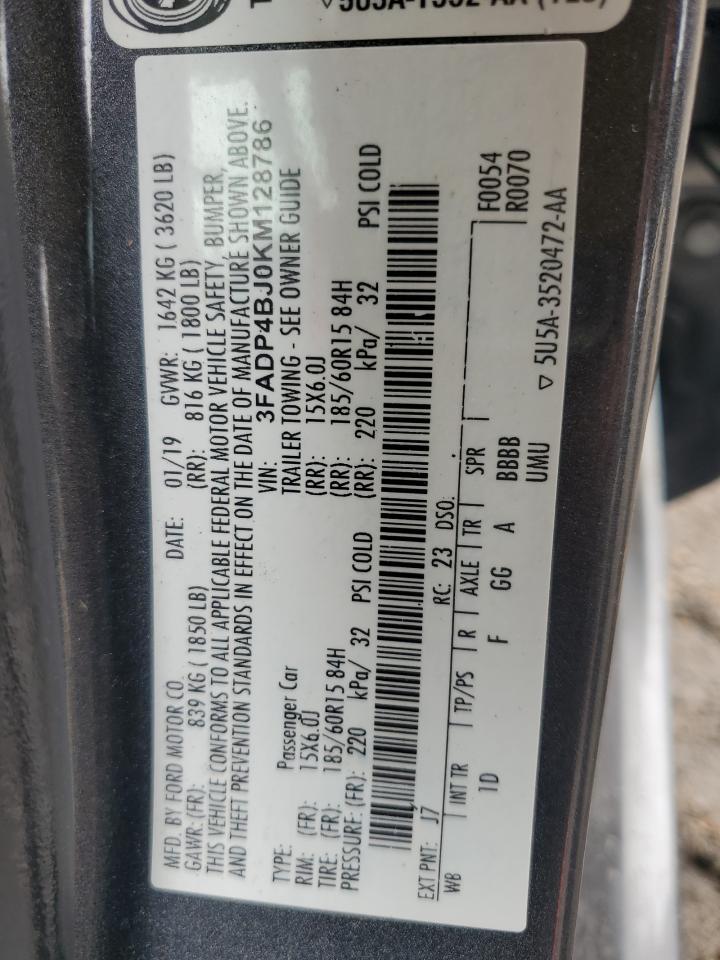 5U5A-
MFD. BY FORD MOTOR CO. DATE: 01/19 GVWR: 1642 KG ( 3620 LB)
GAWR: (FR): 839 KG ( 1850 LB) (RR): 816 KG ( 1800 LB)
THIS VEHICLE CONFORMS TO ALL APPLICABLE FEDERAL MOTOR VEHICLE SAFETY, BUMPER,
AND THEFT PREVENTION STANDARDS IN EFFECT ON THE DATE OF MANUFACTURE SHOWN ABOVE.
VIN: 3FADP4BJ0KM128786
TYPE: Passenger Car TRAILER TOWING - SEE OWNER GUIDE
RIM: (FR): 15X6.0J (RR): 15X6.0J
TIRE: (FR): 185/60R15 84H (RR): 185/60R15 84H
PRESSURE: (FR): 220 kPa/ 32 PSI COLD (RR): 220 kPa/ 32 PSI COLD
EXT PNT: J7 RC: 23 DSO: F0054
WB INT TR TP/PS R AXLE TR SPR R0070
1D F GG A BBBB
UMU ▽ 5U5A-3520472-AA